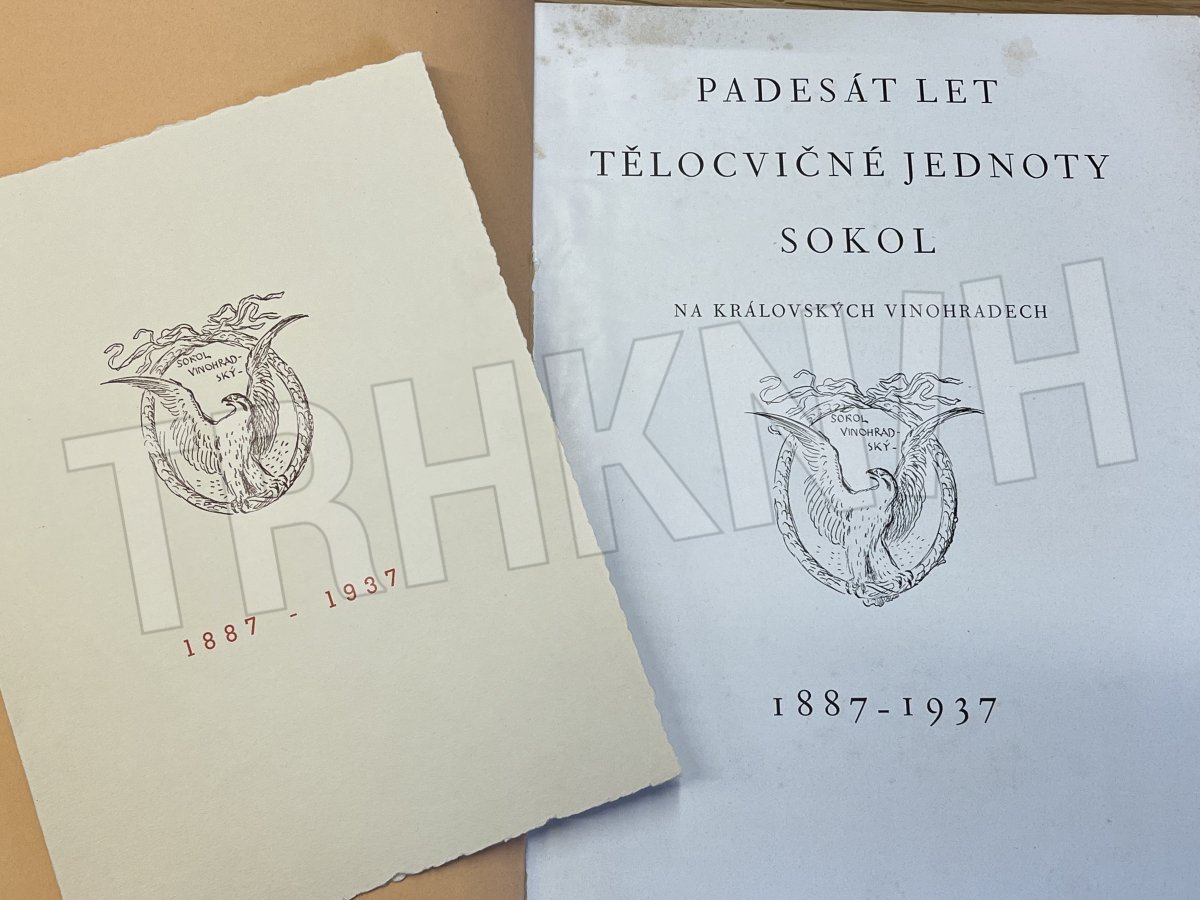 SOKOL
VINOHRAD-
SKÝ-
1887 - 1937
PADESÁT LET
TĚLOCVIČNÉ JEDNOTY
SOKOL
NA KRÁLOVSKÝCH VINOHRADECH
SOKOL
VINOHRAD-
SKÝ-
1887-1937
TRHKNIH